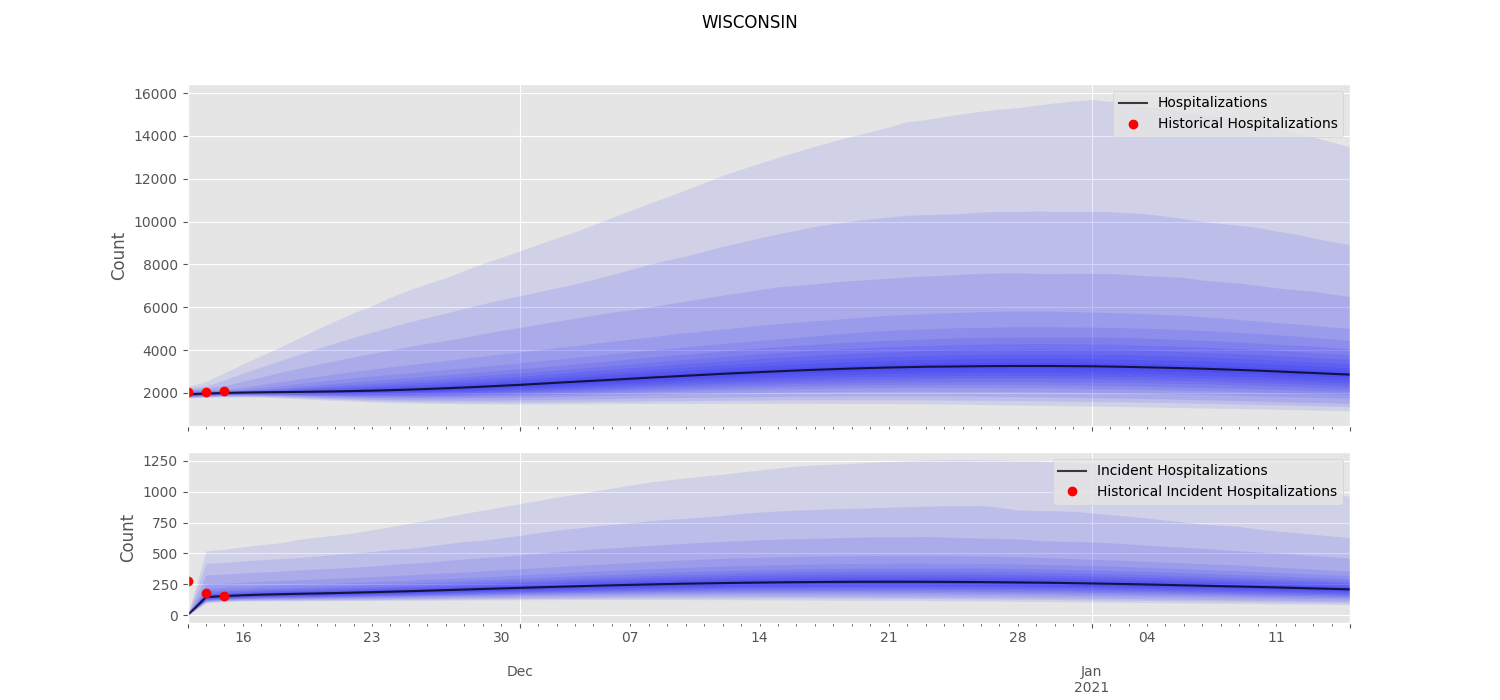 WISCONSIN
16000
14000
12000
10000
8000
6000
4000
2000
Count
Hospitalizations
Historical Hospitalizations
1250
1000
750
500
250
0
Count
Incident Hospitalizations
Historical Incident Hospitalizations
16 23 30 07 14 21 28 04 11
Dec Jan
2021